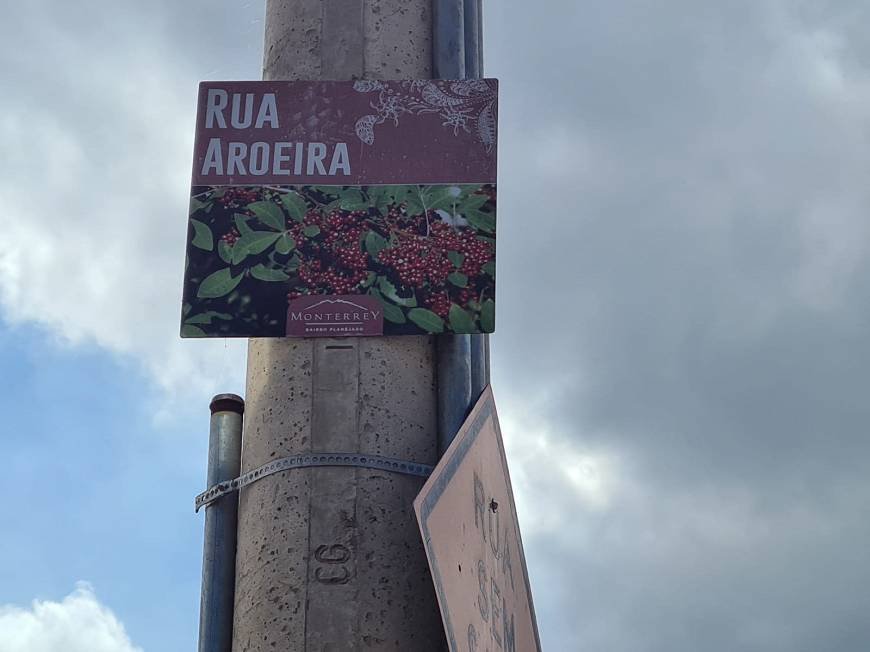 RUA
AROEIRA
MONTERREY
BAIRRO PLANEJADO
RUA
SEM